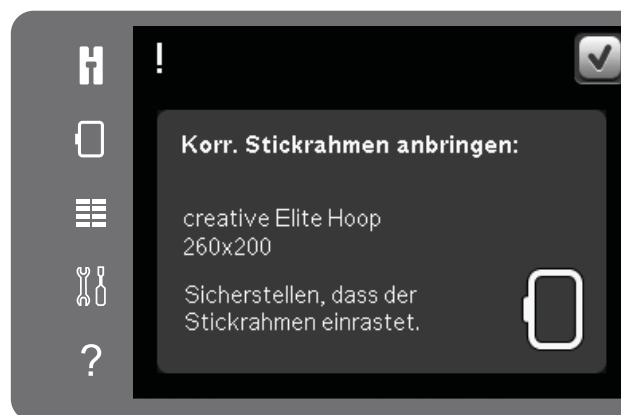 !
Korr. Stickrahmen anbringen:
creative Elite Hoop
260x200
Sicherstellen, dass der
Stickrahmen einrastet.
?